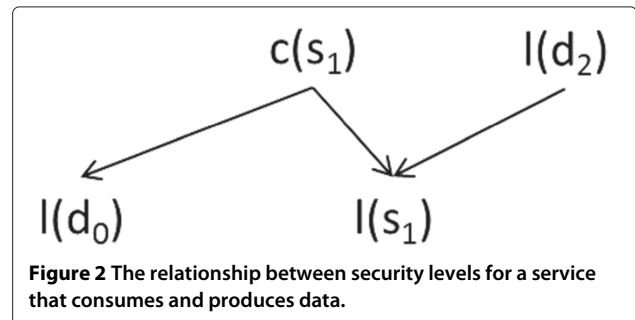 c(s₁) l(d₂)
l(d₀) l(s₁)
Figure 2 The relationship between security levels for a service
that consumes and produces data.